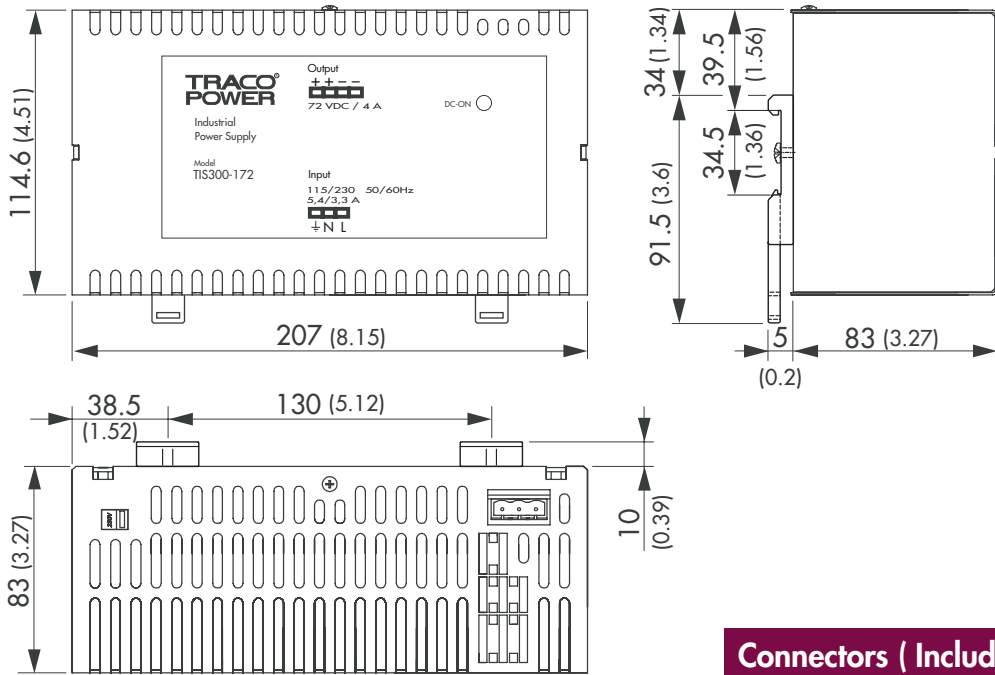 TRACO®
POWER
Industrial
Power Supply
Model
TIS300-172
Output
++--
72 VDC / 4 A
DC-ON
Input
115/230 50/60Hz
5,4/3,3 A
⏚ N L
114.6 (4.51)
207 (8.15)
34 (1.34)
39.5
(1.56)
34.5
(1.36)
91.5 (3.6)
5
(0.2)
83 (3.27)
38.5
(1.52)
130 (5.12)
10
(0.39)
83 (3.27)
230V
Connectors ( Includ